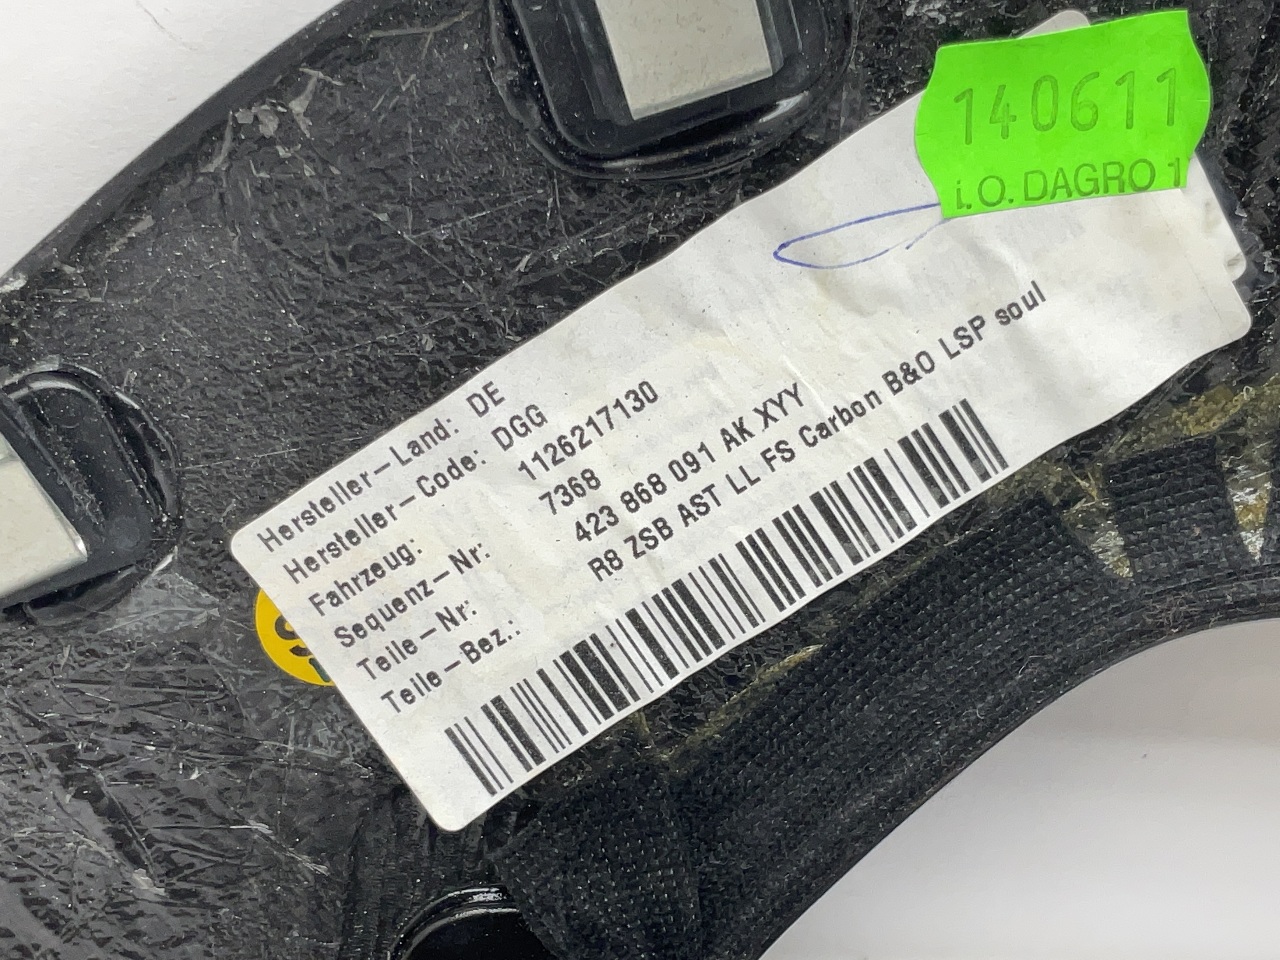 140611
i.O. DAGRO 1
Hersteller-Land: DE
Hersteller-Code: DGG
Fahrzeug: 1126217130
Sequenz-Nr: 7368
Teile-Nr: 423 868 091 AK XYY
Teile-Bez.: R8 ZSB AST LL FS Carbon B&O LSP soul